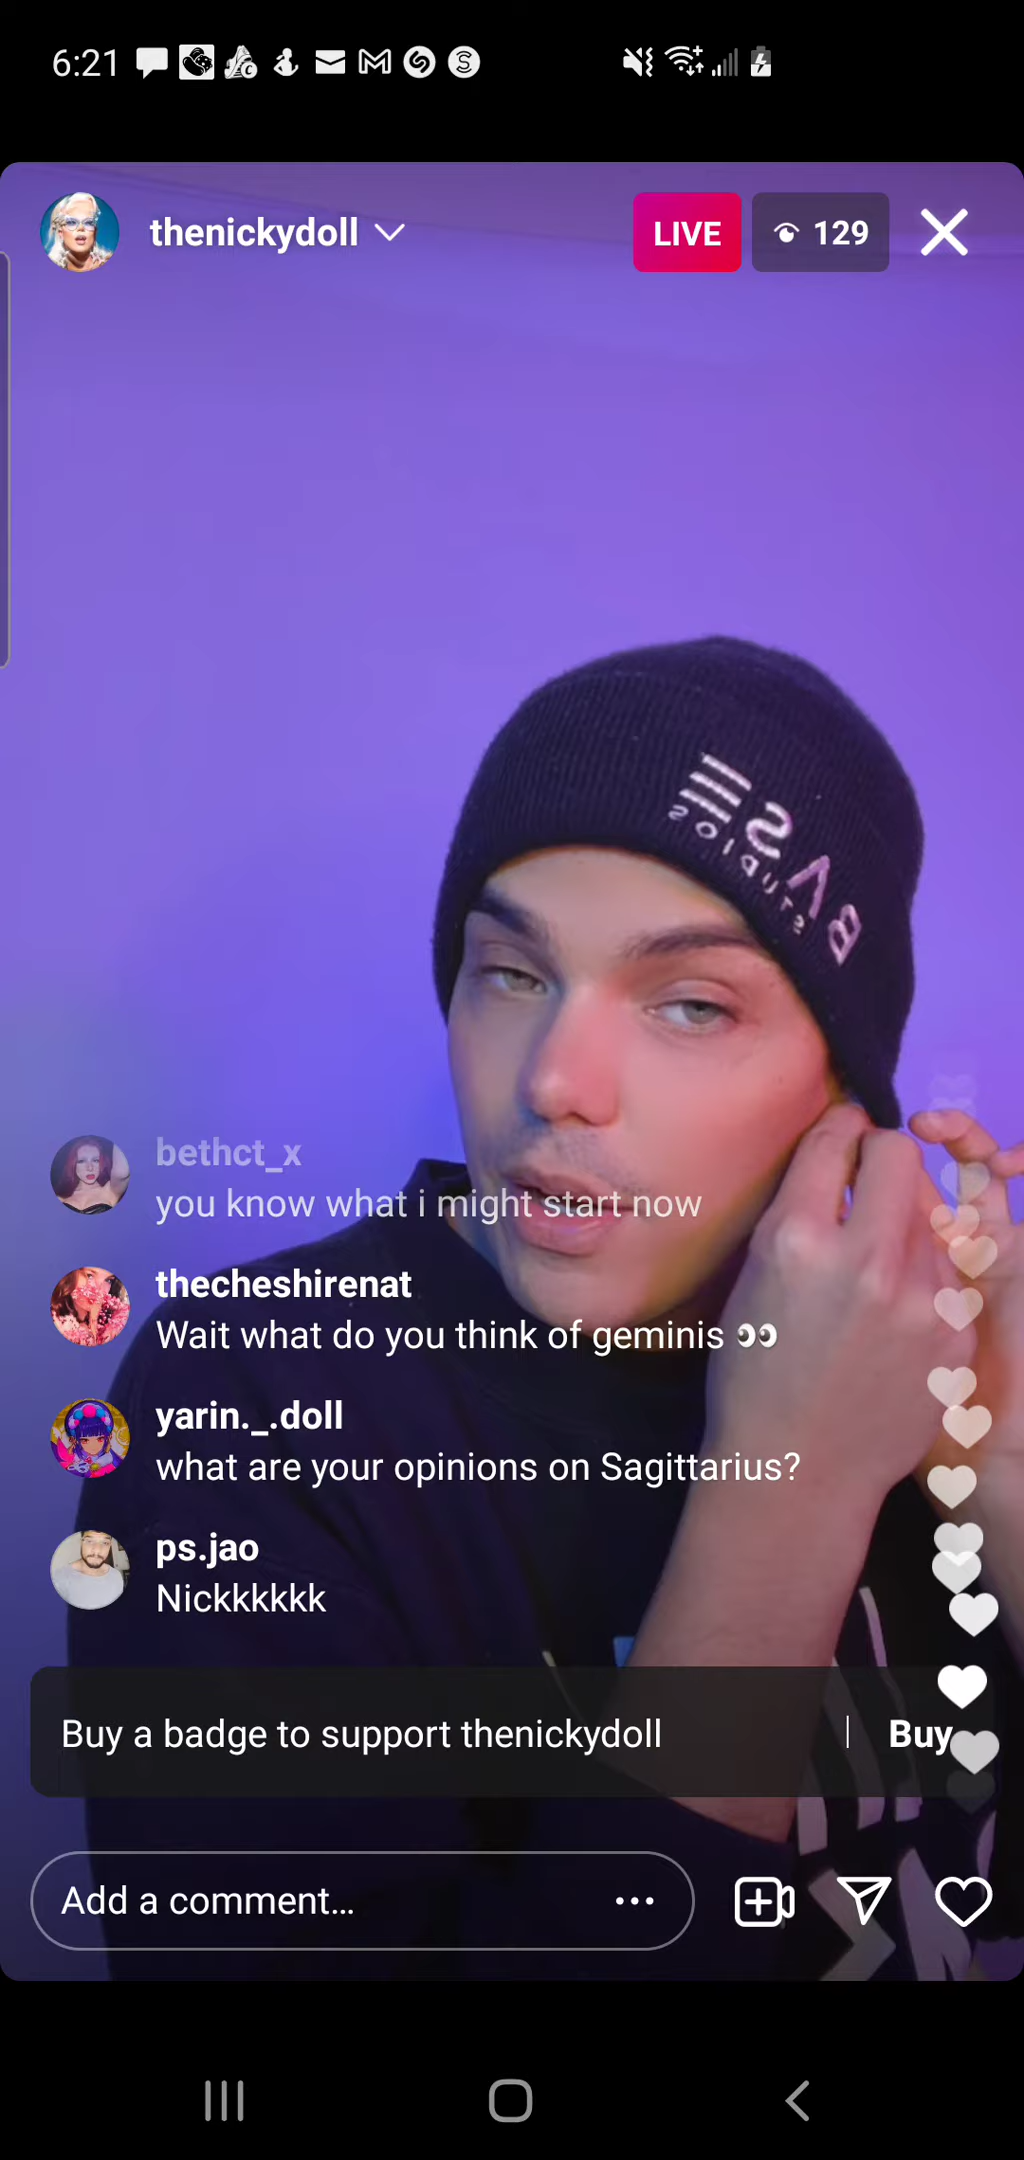 6:21
thenickydoll
LIVE
129
BASE
STUDIOS
bethct_x
you know what i might start now
thecheshirenat
Wait what do you think of geminis 👀
yarin._.doll
what are your opinions on Sagittarius?
ps.jao
Nickkkkkk
Buy a badge to support thenickydoll | Buy
Add a comment...